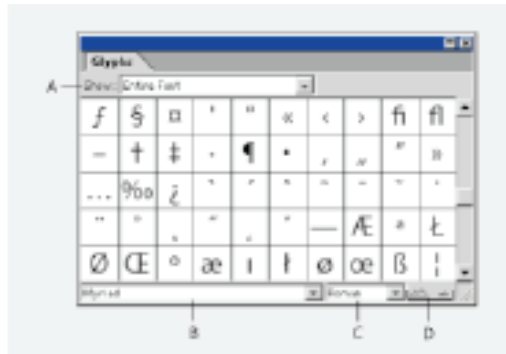 Glyphs
A Show: Entire Font
ƒ § ¤ ' “ « ‹ › fi fl
– † ‡ · ¶ • ‚ „ ” »
… ‰ ¿ ` ´ ˆ ˜ ¯ ˘ ˙
¨ ˚ ¸ ˝ ˛ ˇ — Æ ª Ł
Ø Œ º æ ı ł ø œ ß ¦
Myriad Roman
B C D